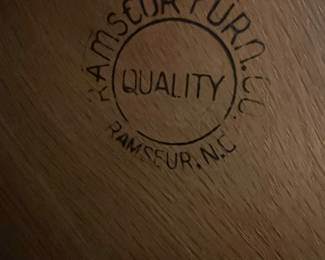 RAMSEUR FURN. CO.
QUALITY
RAMSEUR, N.C